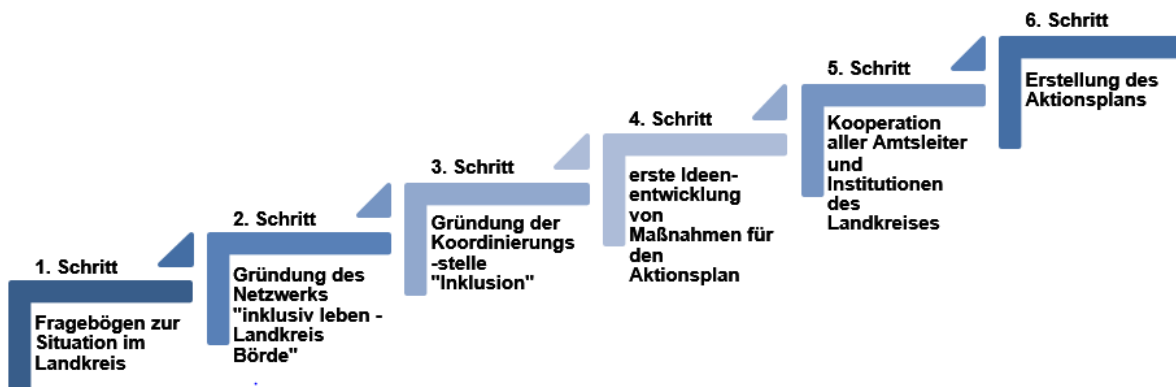 1. Schritt
Fragebögen zur
Situation im
Landkreis
2. Schritt
Gründung des
Netzwerks
"inklusiv leben -
Landkreis
Börde"
3. Schritt
Gründung der
Koordinierungs
-stelle
"Inklusion"
4. Schritt
erste Ideen-
entwicklung
von
Maßnahmen für
den
Aktionsplan
5. Schritt
Kooperation
aller Amtsleiter
und
Institutionen
des
Landkreises
6. Schritt
Erstellung des
Aktionsplans